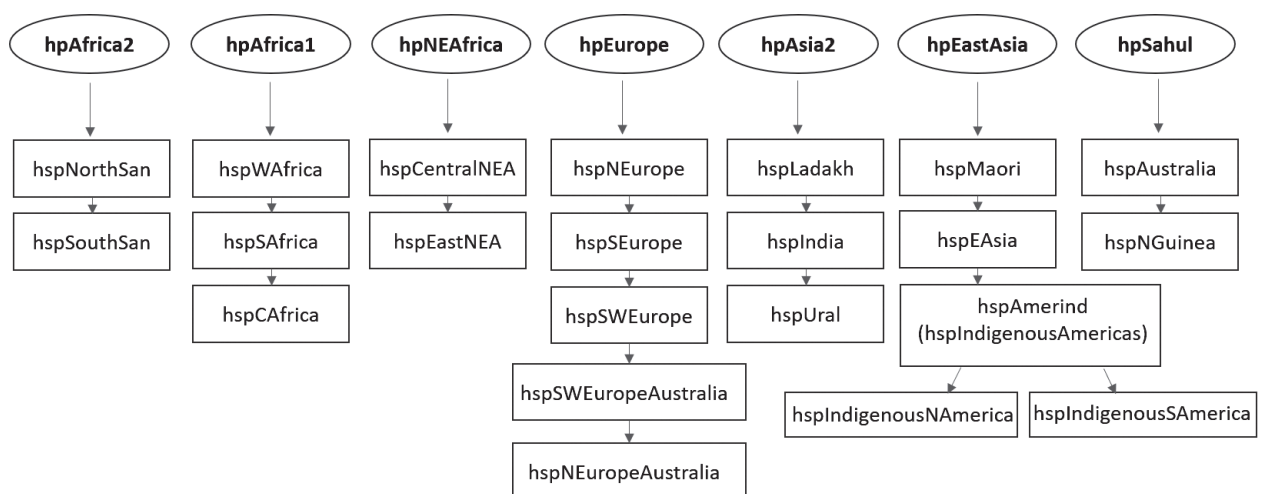 hpAfrica2
hpAfrica1
hpNEAfrica
hpEurope
hpAsia2
hpEastAsia
hpSahul
hspNorthSan
hspWAfrica
hspCentralNEA
hspNEurope
hspLadakh
hspMaori
hspAustralia
hspSouthSan
hspSAfrica
hspEastNEA
hspSEurope
hspIndia
hspEAsia
hspNGuinea
hspCAfrica
hspSWEurope
hspUral
hspAmerind
(hspIndigenousAmericas)
hspSWEuropeAustralia
hspIndigenousNAmerica
hspIndigenousSAmerica
hspNEuropeAustralia